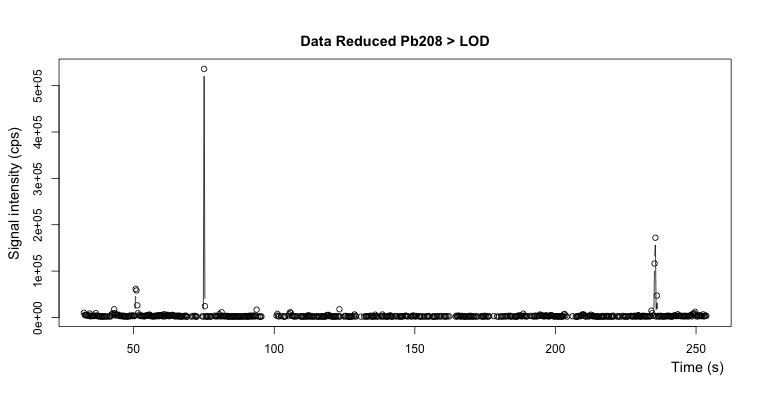 Data Reduced Pb208 > LOD
Signal intensity (cps)
5e+05
4e+05
3e+05
2e+05
1e+05
0e+00
50
100
150
200
250
Time (s)